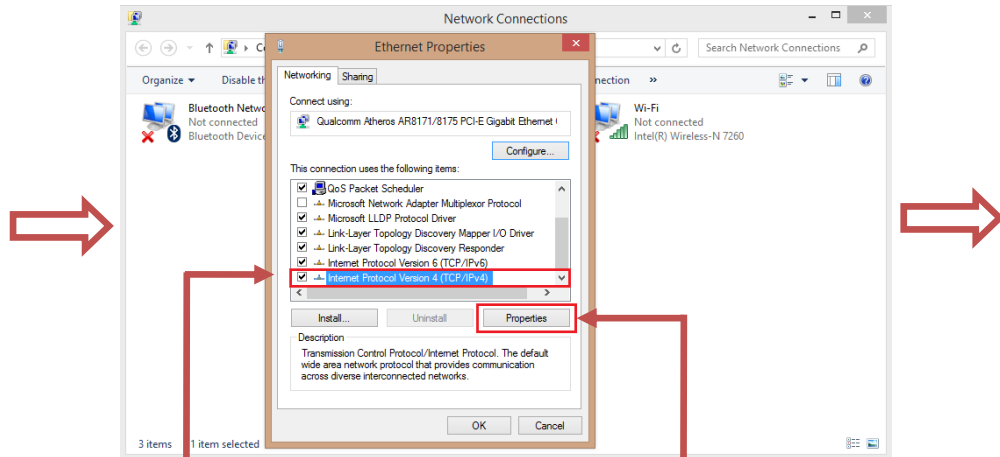 Network Connections
Ethernet Properties
Search Network Connections
Organize
Disable th
nection
»
Bluetooth Netwo
Not connected
Bluetooth Device
Wi-Fi
Not connected
Intel(R) Wireless-N 7260
Networking
Sharing
Connect using:
Qualcomm Atheros AR8171/8175 PCI-E Gigabit Ethernet (
Configure...
This connection uses the following items:
QoS Packet Scheduler
Microsoft Network Adapter Multiplexor Protocol
Microsoft LLDP Protocol Driver
Link-Layer Topology Discovery Mapper I/O Driver
Link-Layer Topology Discovery Responder
Internet Protocol Version 6 (TCP/IPv6)
Internet Protocol Version 4 (TCP/IPv4)
Install...
Uninstall
Properties
Description
Transmission Control Protocol/Internet Protocol. The default
wide area network protocol that provides communication
across diverse interconnected networks.
OK
Cancel
3 items
1 item selected